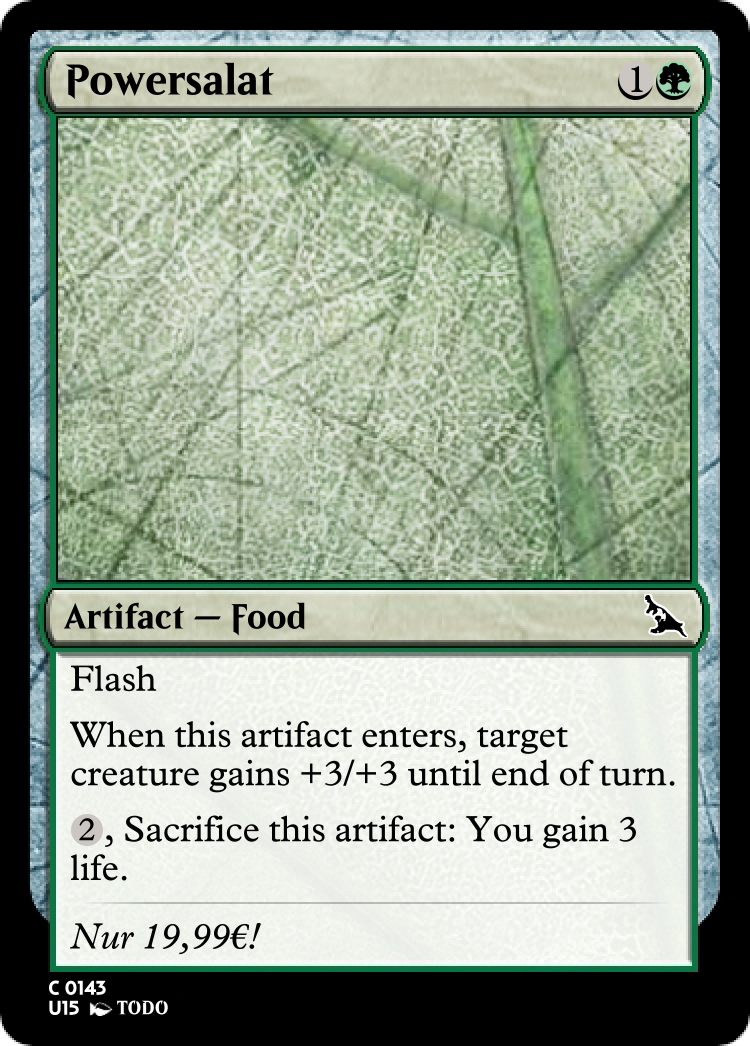 Powersalat 1
Artifact — Food
Flash
When this artifact enters, target
creature gains +3/+3 until end of turn.
2, Sacrifice this artifact: You gain 3
life.
Nur 19,99€!
C 0143
U15 TODO